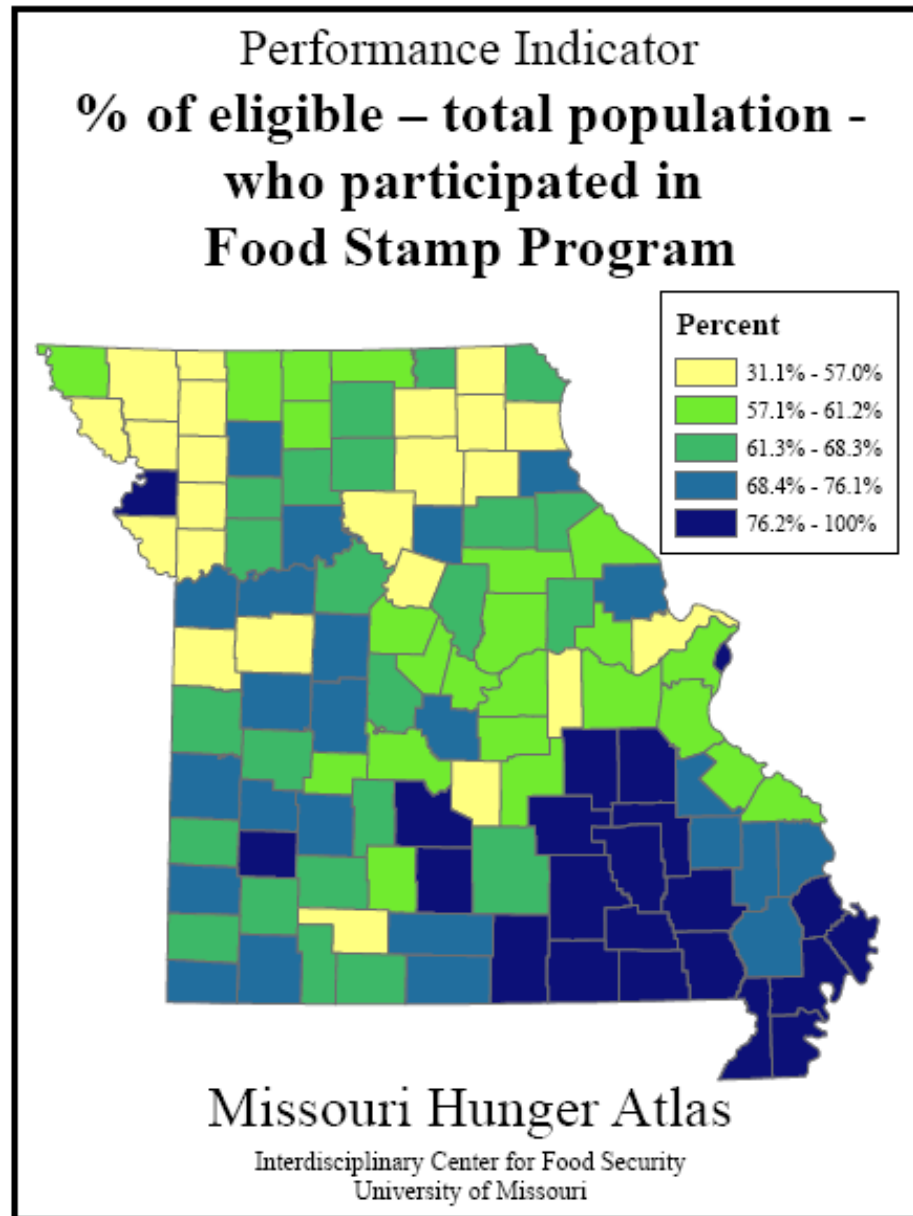 Performance Indicator
% of eligible – total population -
who participated in
Food Stamp Program
Percent
31.1% - 57.0%
57.1% - 61.2%
61.3% - 68.3%
68.4% - 76.1%
76.2% - 100%
Missouri Hunger Atlas
Interdisciplinary Center for Food Security
University of Missouri